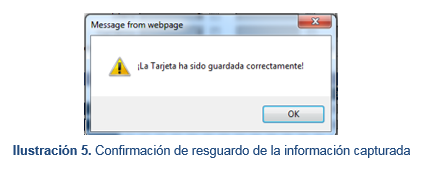 Message from webpage
¡La Tarjeta ha sido guardada correctamente!
OK
Ilustración 5. Confirmación de resguardo de la información capturada